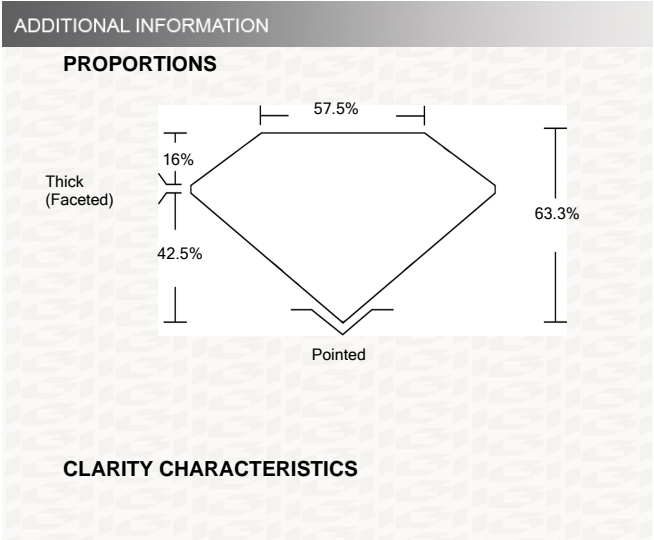 ADDITIONAL INFORMATION
PROPORTIONS
57.5%
16%
Thick
(Faceted)
63.3%
42.5%
Pointed
CLARITY CHARACTERISTICS